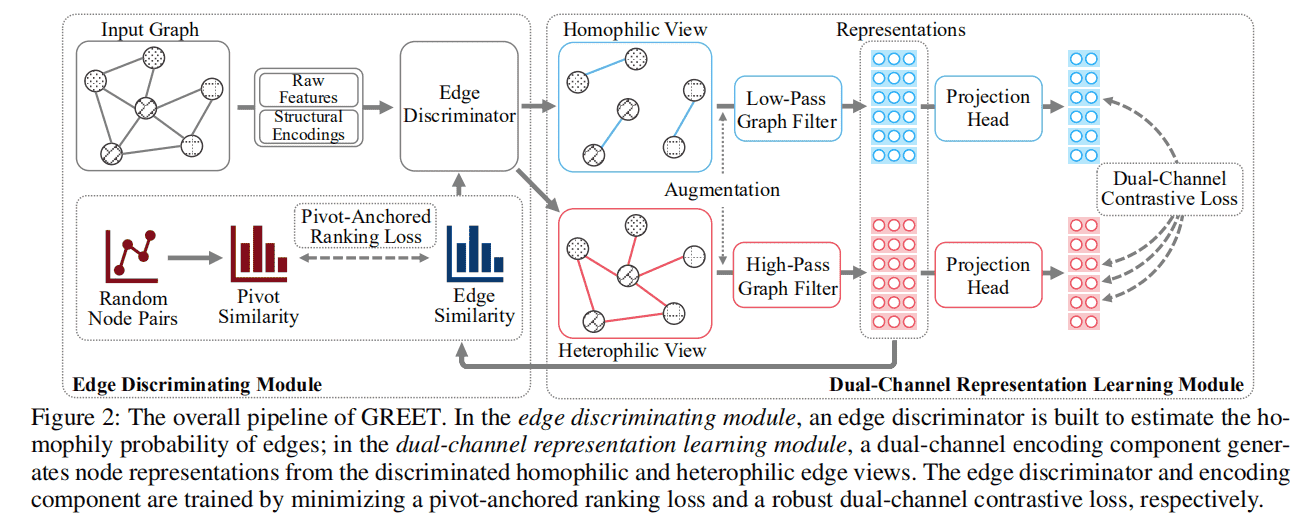 Input Graph
Raw
Features
Structural
Encodings
Edge
Discriminator
Pivot-Anchored
Ranking Loss
Random
Node Pairs
Pivot
Similarity
Edge
Similarity
Edge Discriminating Module
Homophilic View
Heterophilic View
Augmentation
Low-Pass
Graph Filter
High-Pass
Graph Filter
Representations
Projection
Head
Projection
Head
Dual-Channel
Contrastive Loss
Dual-Channel Representation Learning Module
Figure 2: The overall pipeline of GREET. In the edge discriminating module, an edge discriminator is built to estimate the ho-
mophily probability of edges; in the dual-channel representation learning module, a dual-channel encoding component gener-
ates node representations from the discriminated homophilic and heterophilic edge views. The edge discriminator and encoding
component are trained by minimizing a pivot-anchored ranking loss and a robust dual-channel contrastive loss, respectively.